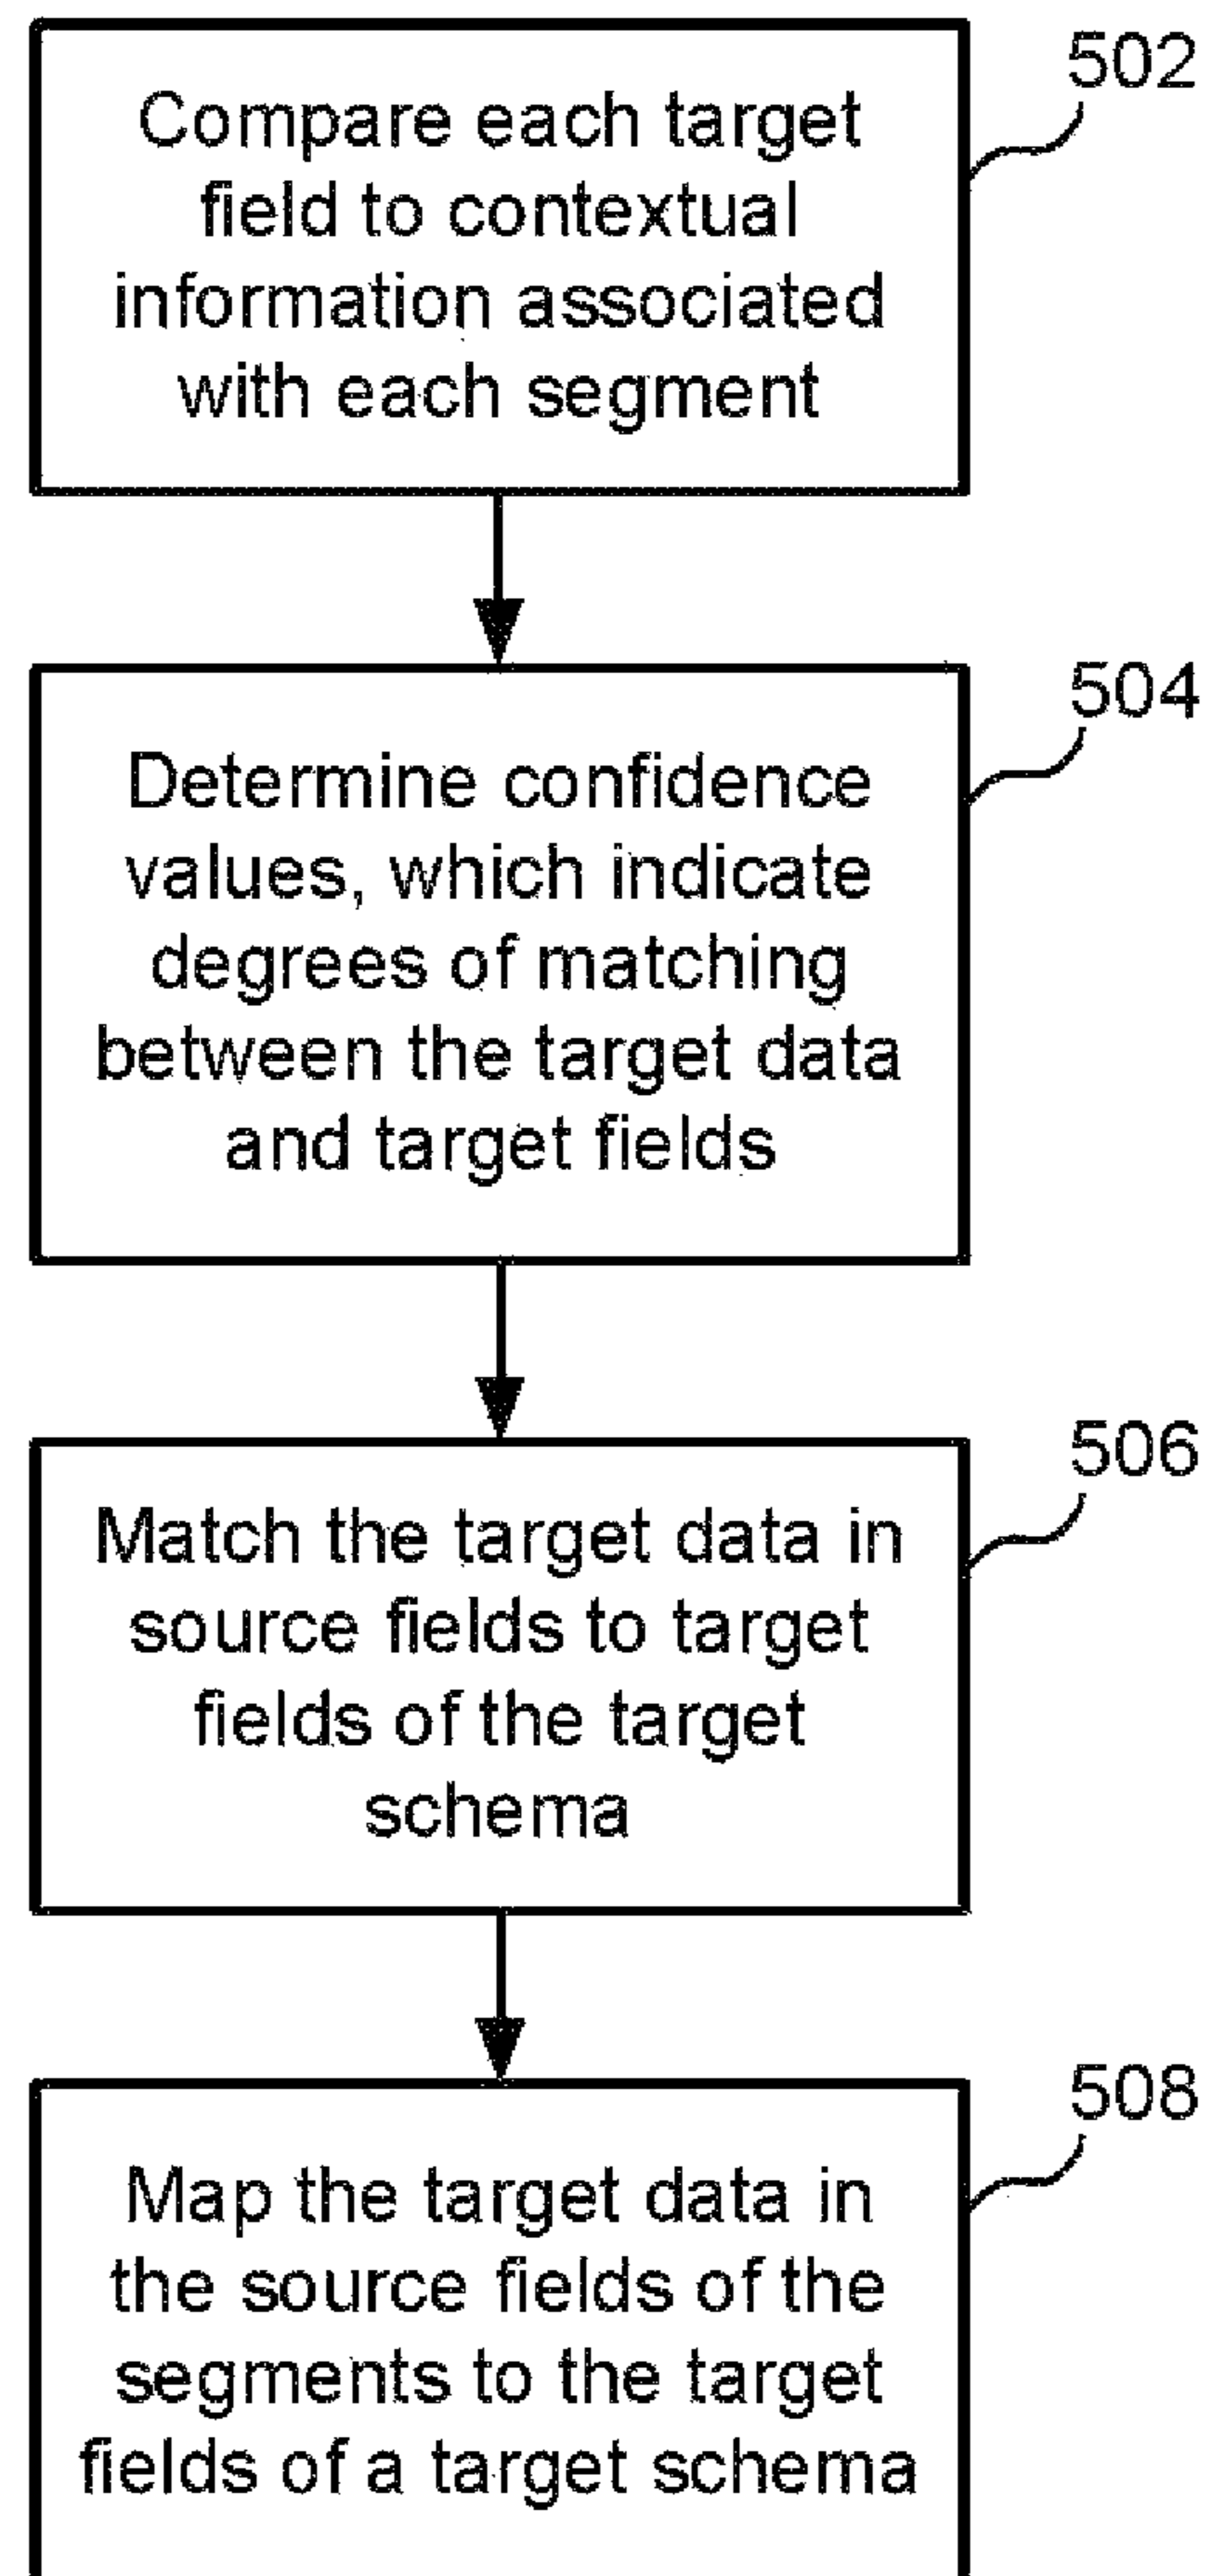 502
Compare each target
field to contextual
information associated
with each segment
504
Determine confidence
values, which indicate
degrees of matching
between the target data
and target fields
506
Match the target data in
source fields to target
fields of the target
schema
508
Map the target data in
the source fields of the
segments to the target
fields of a target schema